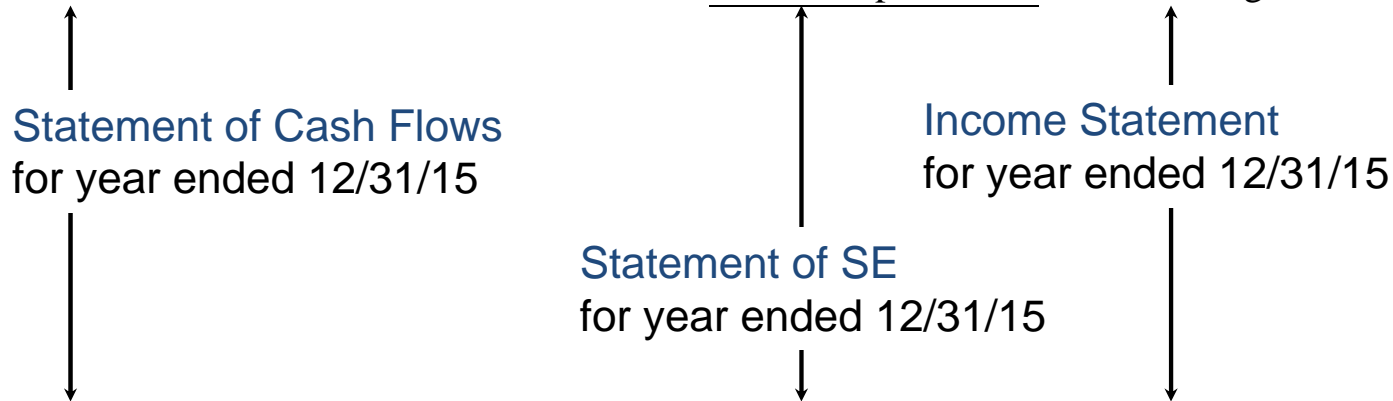 Statement of Cash Flows
for year ended 12/31/15
Income Statement
for year ended 12/31/15
Statement of SE
for year ended 12/31/15